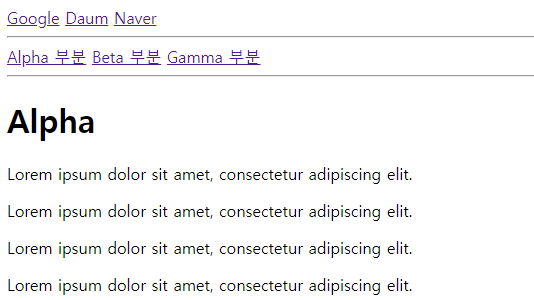 Google Daum Naver
Alpha 부분 Beta 부분 Gamma 부분
Alpha
Lorem ipsum dolor sit amet, consectetur adipiscing elit.
Lorem ipsum dolor sit amet, consectetur adipiscing elit.
Lorem ipsum dolor sit amet, consectetur adipiscing elit.
Lorem ipsum dolor sit amet, consectetur adipiscing elit.